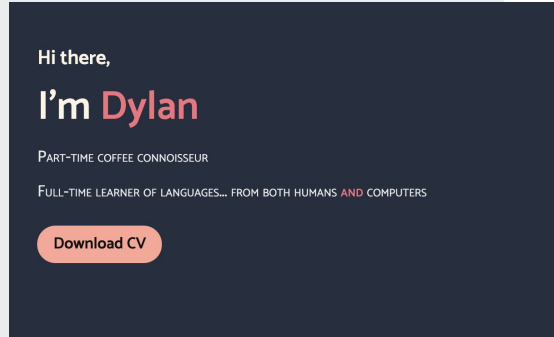 Hi there,
I'm Dylan
Part-time coffee connoisseur
Full-time learner of languages... from both humans and computers
Download CV